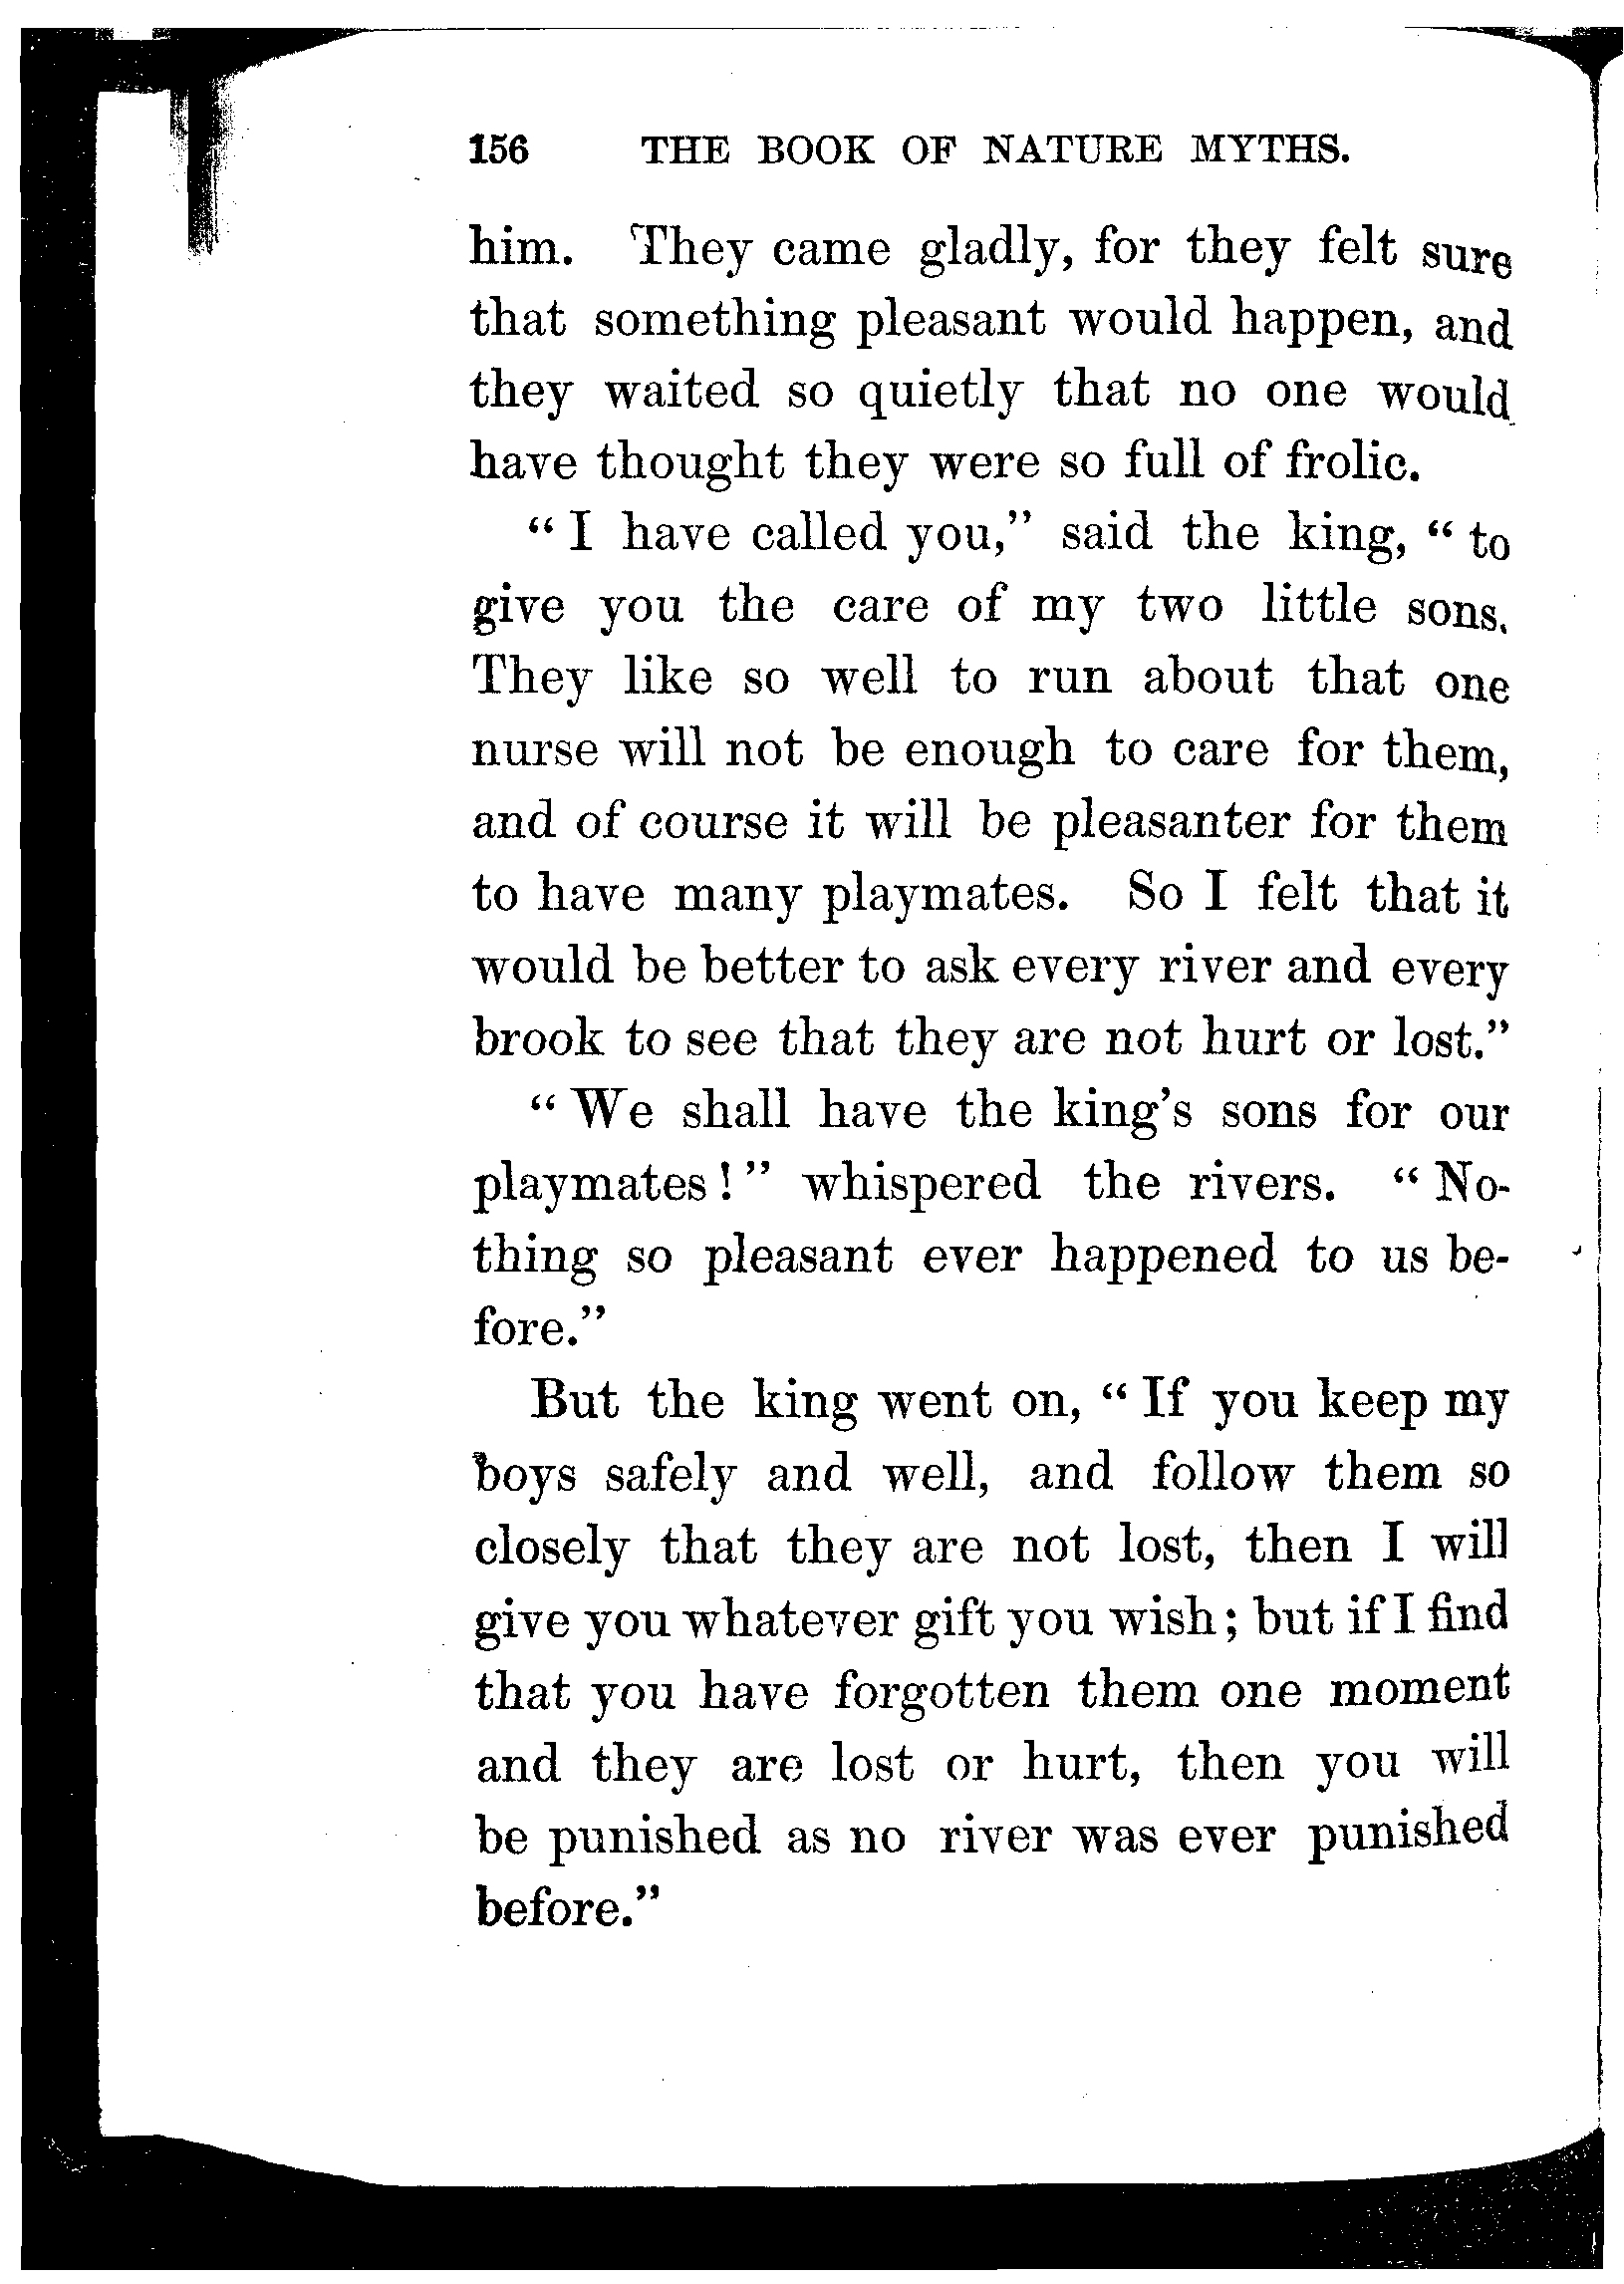 156 THE BOOK OF NATURE MYTHS.
him. They came gladly, for they felt sure
that something pleasant would happen, and
they waited so quietly that no one would
have thought they were so full of frolic.
“I have called you,” said the king, “to
give you the care of my two little sons.
They like so well to run about that one
nurse will not be enough to care for them,
and of course it will be pleasanter for them
to have many playmates. So I felt that it
would be better to ask every river and every
brook to see that they are not hurt or lost.”
“We shall have the king’s sons for our
playmates!” whispered the rivers. “No-
thing so pleasant ever happened to us be-
fore.”
But the king went on, “If you keep my
boys safely and well, and follow them so
closely that they are not lost, then I will
give you whatever gift you wish; but if I find
that you have forgotten them one moment
and they are lost or hurt, then you will
be punished as no river was ever punished
before.”